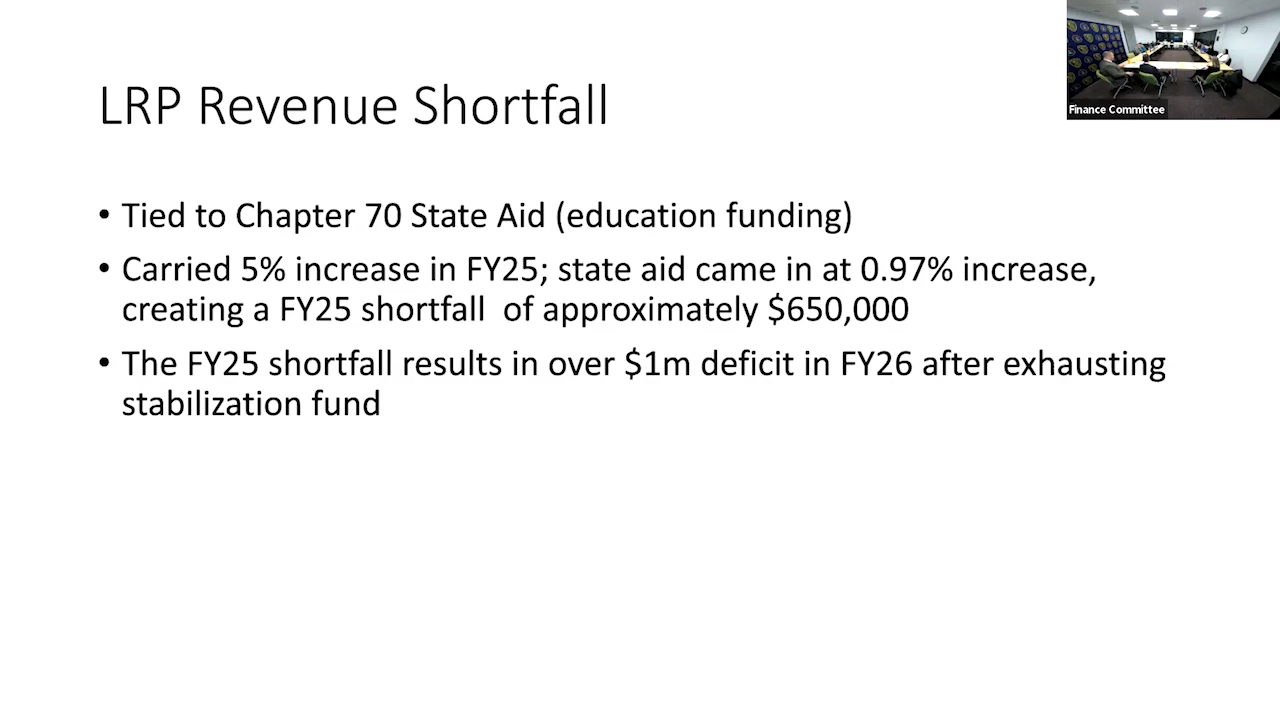 LRP Revenue Shortfall
Finance Committee
• Tied to Chapter 70 State Aid (education funding)
• Carried 5% increase in FY25; state aid came in at 0.97% increase,
creating a FY25 shortfall  of approximately $650,000
• The FY25 shortfall results in over $1m deficit in FY26 after exhausting
stabilization fund